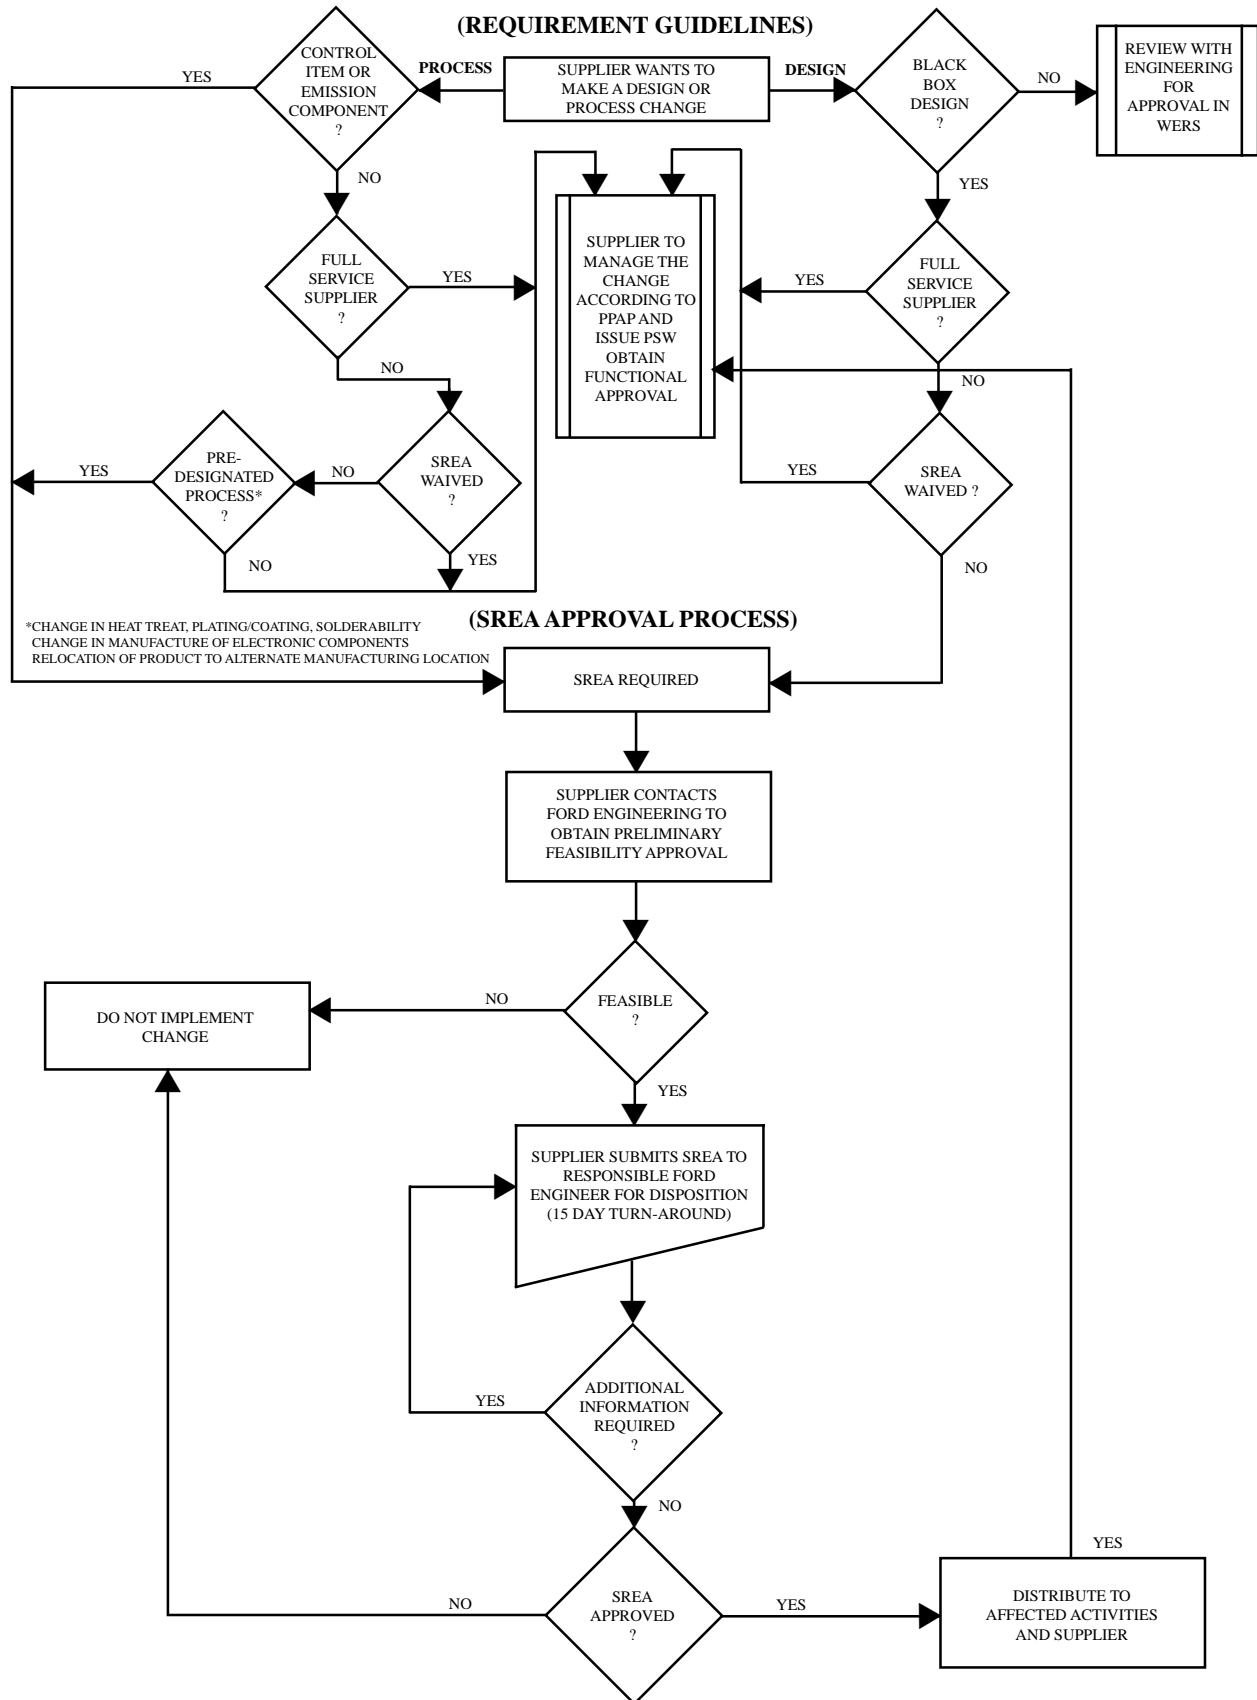 (REQUIREMENT GUIDELINES)
CONTROL
ITEM OR
EMISSION
COMPONENT
?
YES
PROCESS
SUPPLIER WANTS TO
MAKE A DESIGN OR
PROCESS CHANGE
DESIGN
BLACK
BOX
DESIGN
?
NO
REVIEW WITH
ENGINEERING
FOR
APPROVAL IN
WERS
NO
YES
FULL
SERVICE
SUPPLIER
?
YES
SUPPLIER TO
MANAGE THE
CHANGE
ACCORDING TO
PPAP AND
ISSUE PSW
OBTAIN
FUNCTIONAL
APPROVAL
YES
FULL
SERVICE
SUPPLIER
?
NO
NO
PRE-
DESIGNATED
PROCESS*
?
YES
NO
SREA
WAIVED
?
YES
SREA
WAIVED ?
NO
YES
NO
*CHANGE IN HEAT TREAT, PLATING/COATING, SOLDERABILITY
CHANGE IN MANUFACTURE OF ELECTRONIC COMPONENTS
RELOCATION OF PRODUCT TO ALTERNATE MANUFACTURING LOCATION
(SREA APPROVAL PROCESS)
SREA REQUIRED
SUPPLIER CONTACTS
FORD ENGINEERING TO
OBTAIN PRELIMINARY
FEASIBILITY APPROVAL
FEASIBLE
?
NO
DO NOT IMPLEMENT
CHANGE
YES
SUPPLIER SUBMITS SREA TO
RESPONSIBLE FORD
ENGINEER FOR DISPOSITION
(15 DAY TURN-AROUND)
ADDITIONAL
INFORMATION
REQUIRED
?
YES
NO
SREA
APPROVED
?
NO
YES
YES
DISTRIBUTE TO
AFFECTED ACTIVITIES
AND SUPPLIER